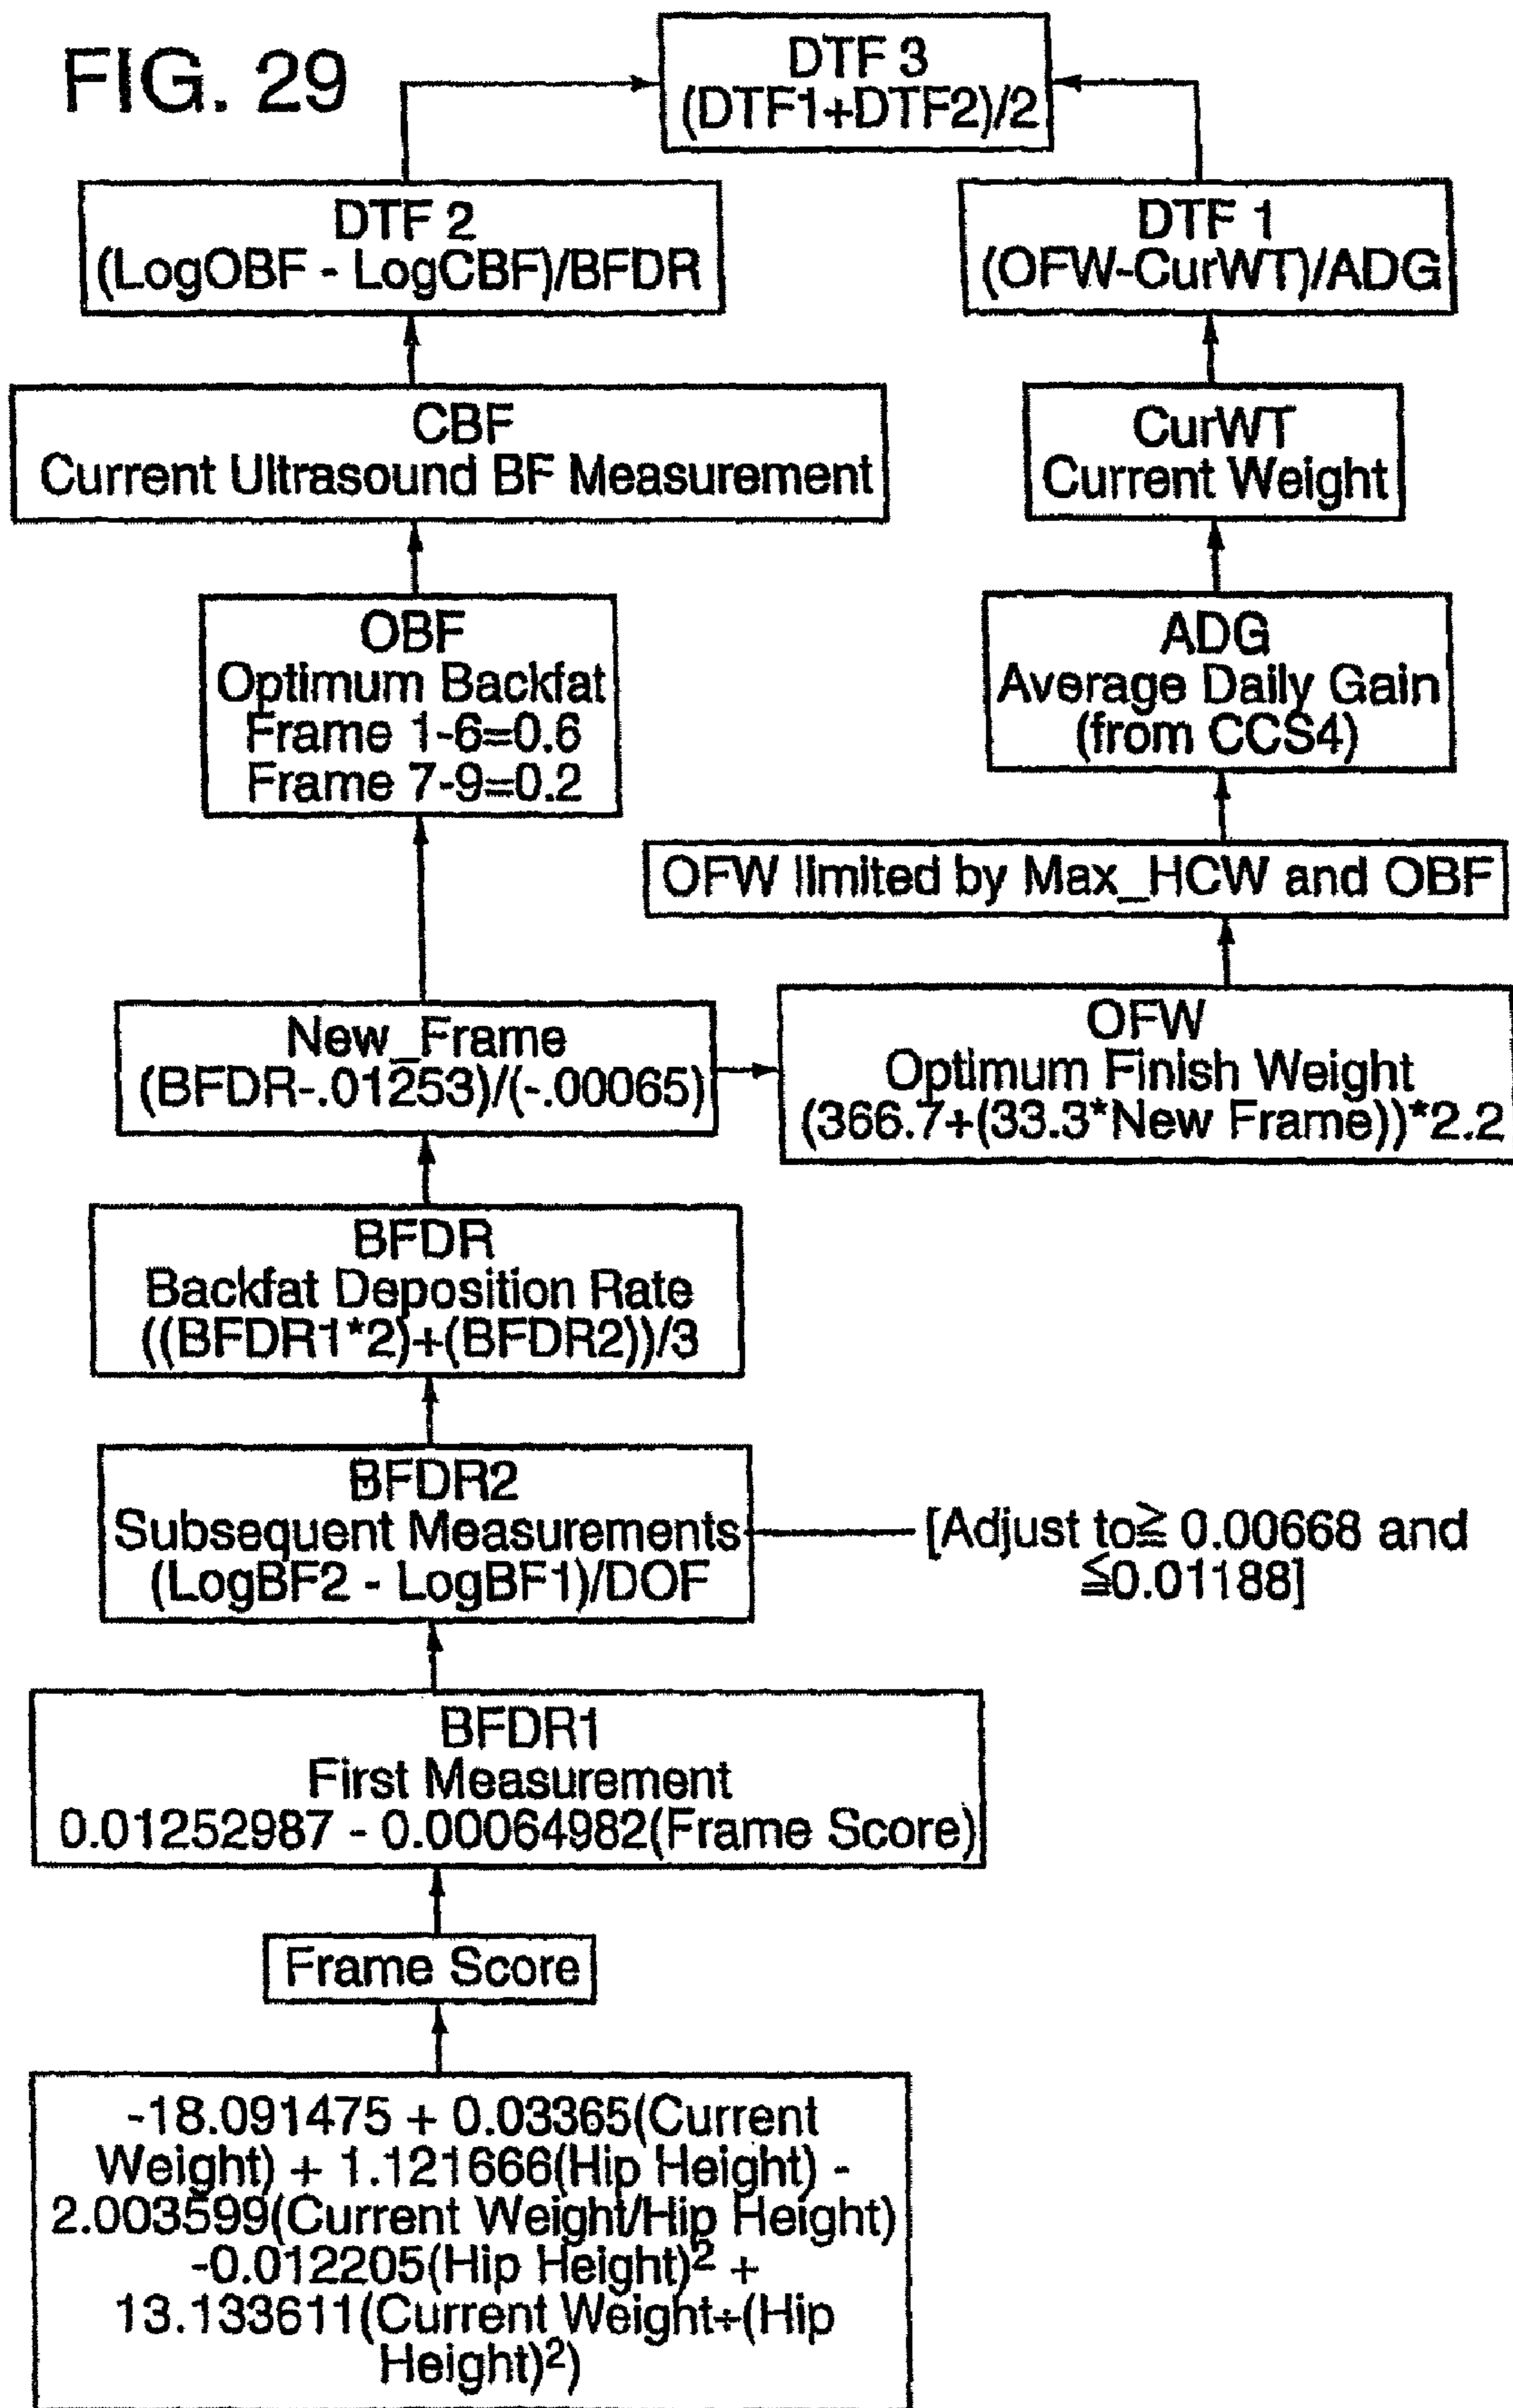 FIG. 29
DTF 3
(DTF1+DTF2)/2
DTF 2
(LogOBF - LogCBF)/BFDR
DTF 1
(OFW-CurWT)/ADG
CBF
Current Ultrasound BF Measurement
CurWT
Current Weight
OBF
Optimum Backfat
Frame 1-6=0.6
Frame 7-9=0.2
ADG
Average Daily Gain
(from CCS4)
OFW limited by Max_HCW and OBF
New_Frame
(BFDR-.01253)/(-.00065)
OFW
Optimum Finish Weight
(366.7+(33.3*New Frame))*2.2
BFDR
Backfat Deposition Rate
((BFDR1*2)+(BFDR2))/3
BFDR2
Subsequent Measurements
(LogBF2 - LogBF1)/DOF
[Adjust to≧ 0.00668 and
≦0.01188]
BFDR1
First Measurement
0.01252987 - 0.00064982(Frame Score)
Frame Score
-18.091475 + 0.03365(Current
Weight) + 1.121666(Hip Height) -
2.003599(Current Weight/Hip Height)
-0.012205(Hip Height)² +
13.133611(Current Weight÷(Hip
Height)²)